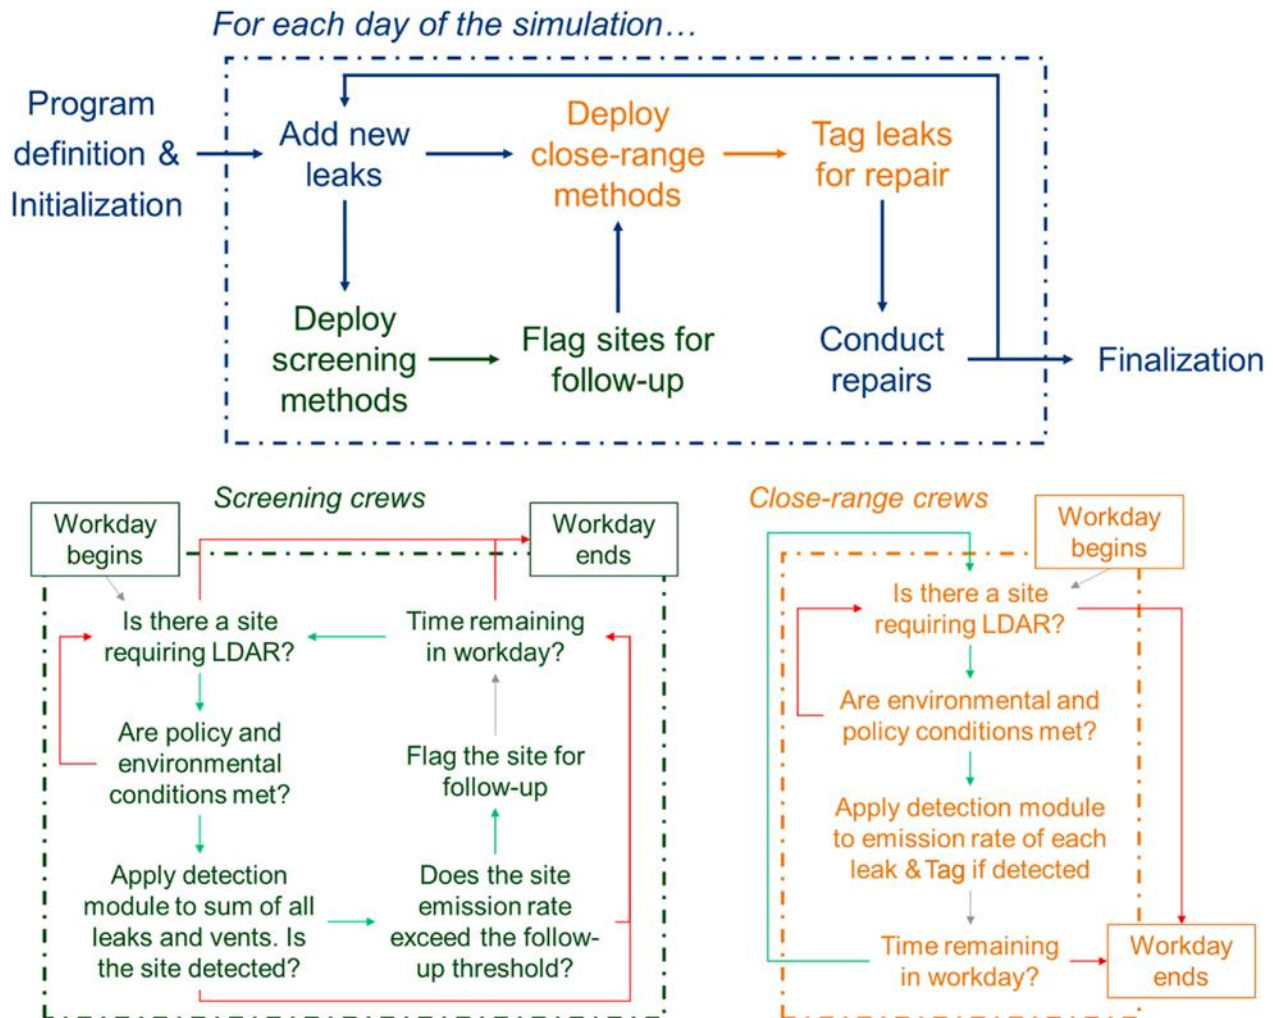 For each day of the simulation…
Program
definition &
Initialization
Add new
leaks
Deploy
close-range
methods
Tag leaks
for repair
Deploy
screening
methods
Flag sites for
follow-up
Conduct
repairs
Finalization
Screening crews
Workday
begins
Workday
ends
Is there a site
requiring LDAR?
Time remaining
in workday?
Are policy and
environmental
conditions met?
Flag the site for
follow-up
Apply detection
module to sum of all
leaks and vents. Is
the site detected?
Does the site
emission rate
exceed the follow-
up threshold?
Close-range crews
Workday
begins
Is there a site
requiring LDAR?
Are environmental and
policy conditions met?
Apply detection module
to emission rate of each
leak & Tag if detected
Time remaining
in workday?
Workday
ends